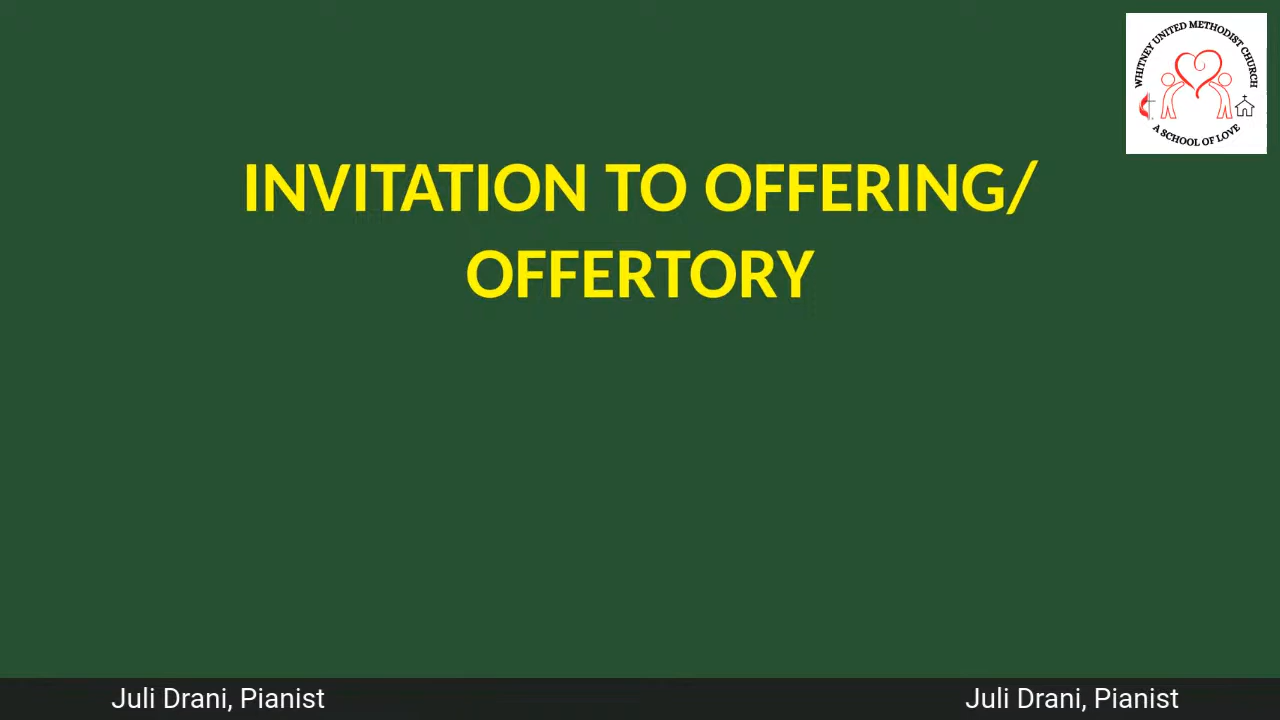 WHITNEY UNITED METHODIST CHURCH
A SCHOOL OF LOVE
INVITATION TO OFFERING/
OFFERTORY
Juli Drani, Pianist
Juli Drani, Pianist